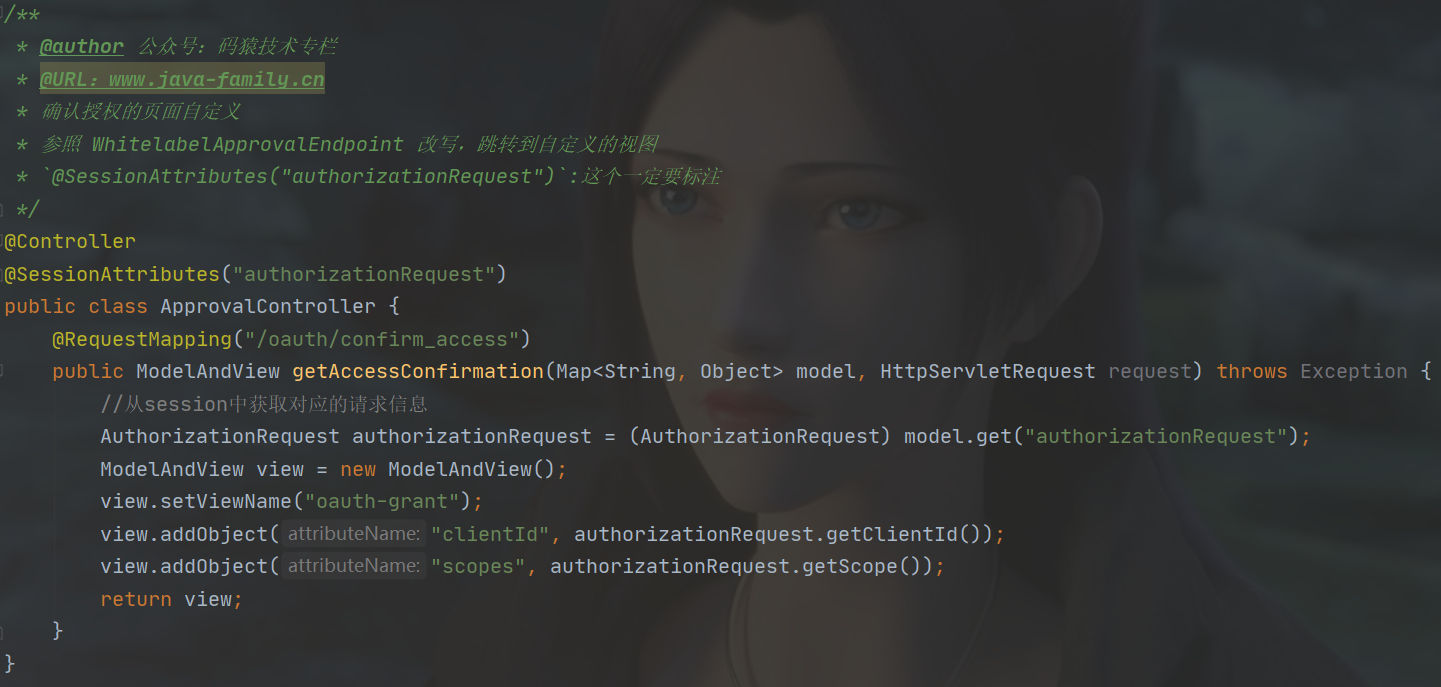 /**
 * @author 公众号：码猿技术专栏
 * @URL：www.java-family.cn
 * 确认授权的页面自定义
 * 参照 WhitelabelApprovalEndpoint 改写，跳转到自定义的视图
 * `@SessionAttributes("authorizationRequest")`:这个一定要标注
 */
@Controller
@SessionAttributes("authorizationRequest")
public class ApprovalController {
    @RequestMapping("/oauth/confirm_access")
    public ModelAndView getAccessConfirmation(Map<String, Object> model, HttpServletRequest request) throws Exception {
        //从session中获取对应的请求信息
        AuthorizationRequest authorizationRequest = (AuthorizationRequest) model.get("authorizationRequest");
        ModelAndView view = new ModelAndView();
        view.setViewName("oauth-grant");
        view.addObject( attributeName: "clientId", authorizationRequest.getClientId());
        view.addObject( attributeName: "scopes", authorizationRequest.getScope());
        return view;
    }
}